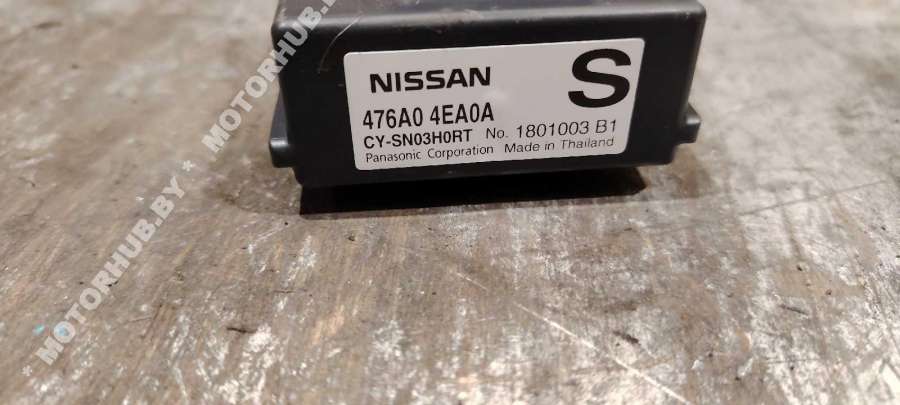 NISSAN
S
476A0 4EA0A
CY-SN03H0RT No. 1801003 B1
Panasonic Corporation Made in Thailand
* MOTORHUB.BY * MOTORHUB.BY